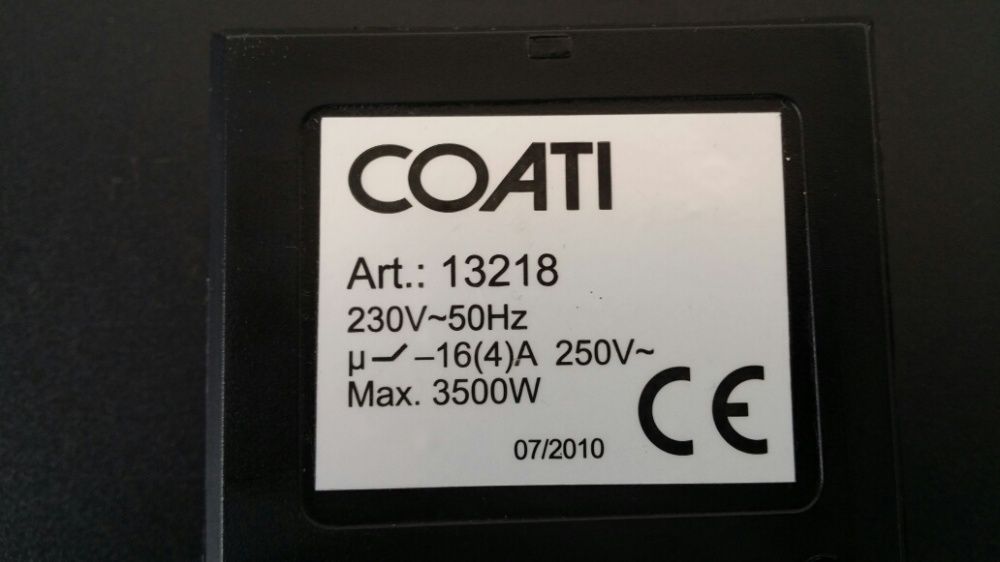 COATI
Art.: 13218
230V~50Hz
µ –16(4)A 250V~
Max. 3500W
07/2010
CE